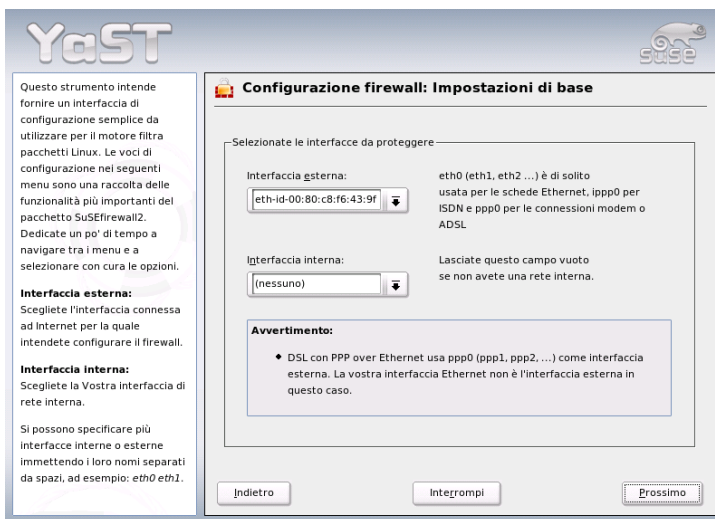 YaST
SUSE
Questo strumento intende
fornire un interfaccia di
configurazione semplice da
utilizzare per il motore filtra
pacchetti Linux. Le voci di
configurazione nei seguenti
menu sono una raccolta delle
funzionalità più importanti del
pacchetto SuSEfirewall2.
Dedicate un po' di tempo a
navigare tra i menu e a
selezionare con cura le opzioni.
Interfaccia esterna:
Scegliete l'interfaccia connessa
ad Internet per la quale
intendete configurare il firewall.
Interfaccia interna:
Scegliete la Vostra interfaccia di
rete interna.
Si possono specificare più
interfacce interne o esterne
immettendo i loro nomi separati
da spazi, ad esempio: eth0 eth1.
Configurazione firewall: Impostazioni di base
Selezionate le interfacce da proteggere
Interfaccia esterna:
eth-id-00:80:c8:f6:43:9f
eth0 (eth1, eth2 ...) è di solito
usata per le schede Ethernet, ippp0 per
ISDN e ppp0 per le connessioni modem o
ADSL
Interfaccia interna:
(nessuno)
Lasciate questo campo vuoto
se non avete una rete interna.
Avvertimento:
DSL con PPP over Ethernet usa ppp0 (ppp1, ppp2, ...) come interfaccia
esterna. La vostra interfaccia Ethernet non è l'interfaccia esterna in
questo caso.
Indietro
Interrompi
Prossimo